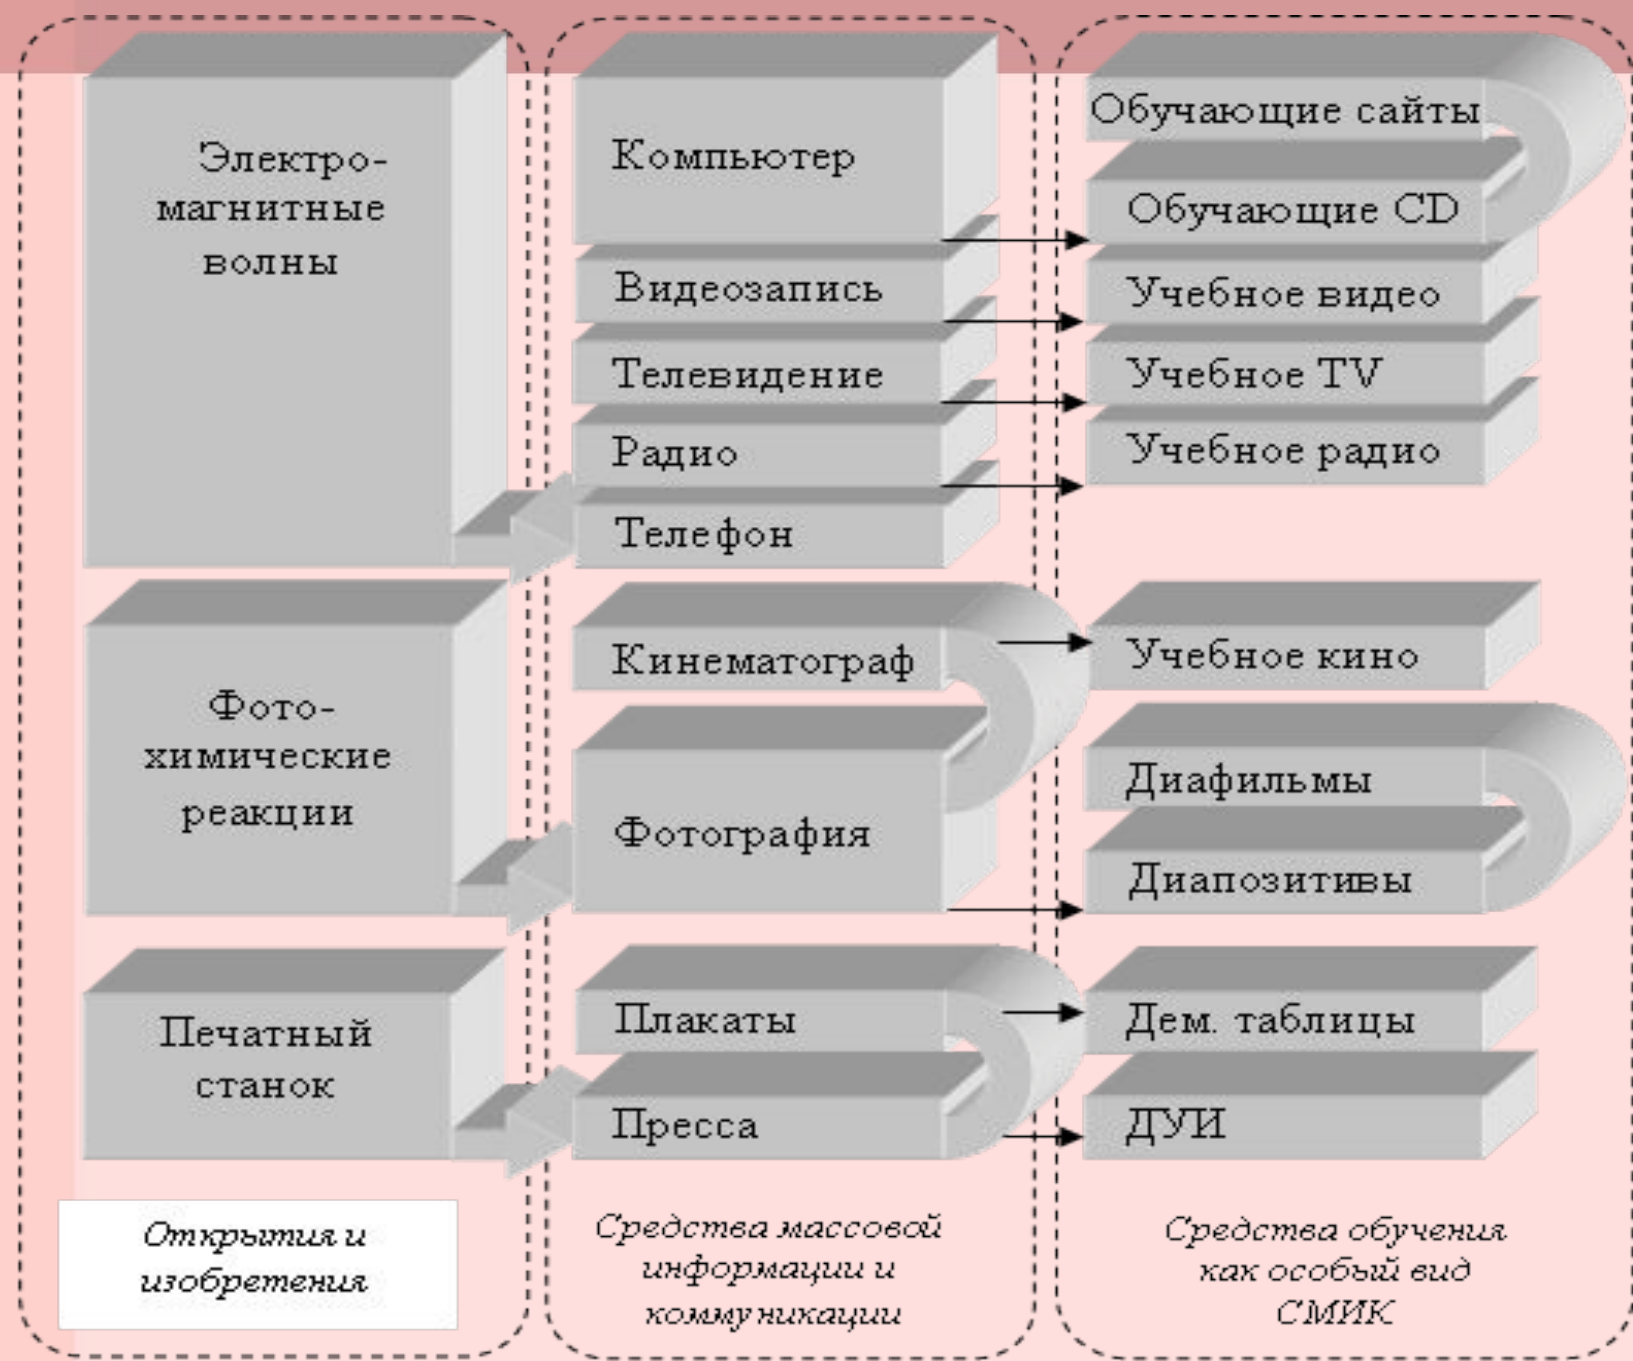 Электро-
магнитные
волны
Фото-
химические
реакции
Печатный
станок
Открытия и
изобретения
Компьютер
Видеозапись
Телевидение
Радио
Телефон
Кинематограф
Фотография
Плакаты
Пресса
Средства массовой
информации и
коммуникации
Обучающие сайты
Обучающие CD
Учебное видео
Учебное TV
Учебное радио
Учебное кино
Диафильмы
Диапозитивы
Дем. таблицы
ДУИ
Средства обучения
как особый вид
СМИК